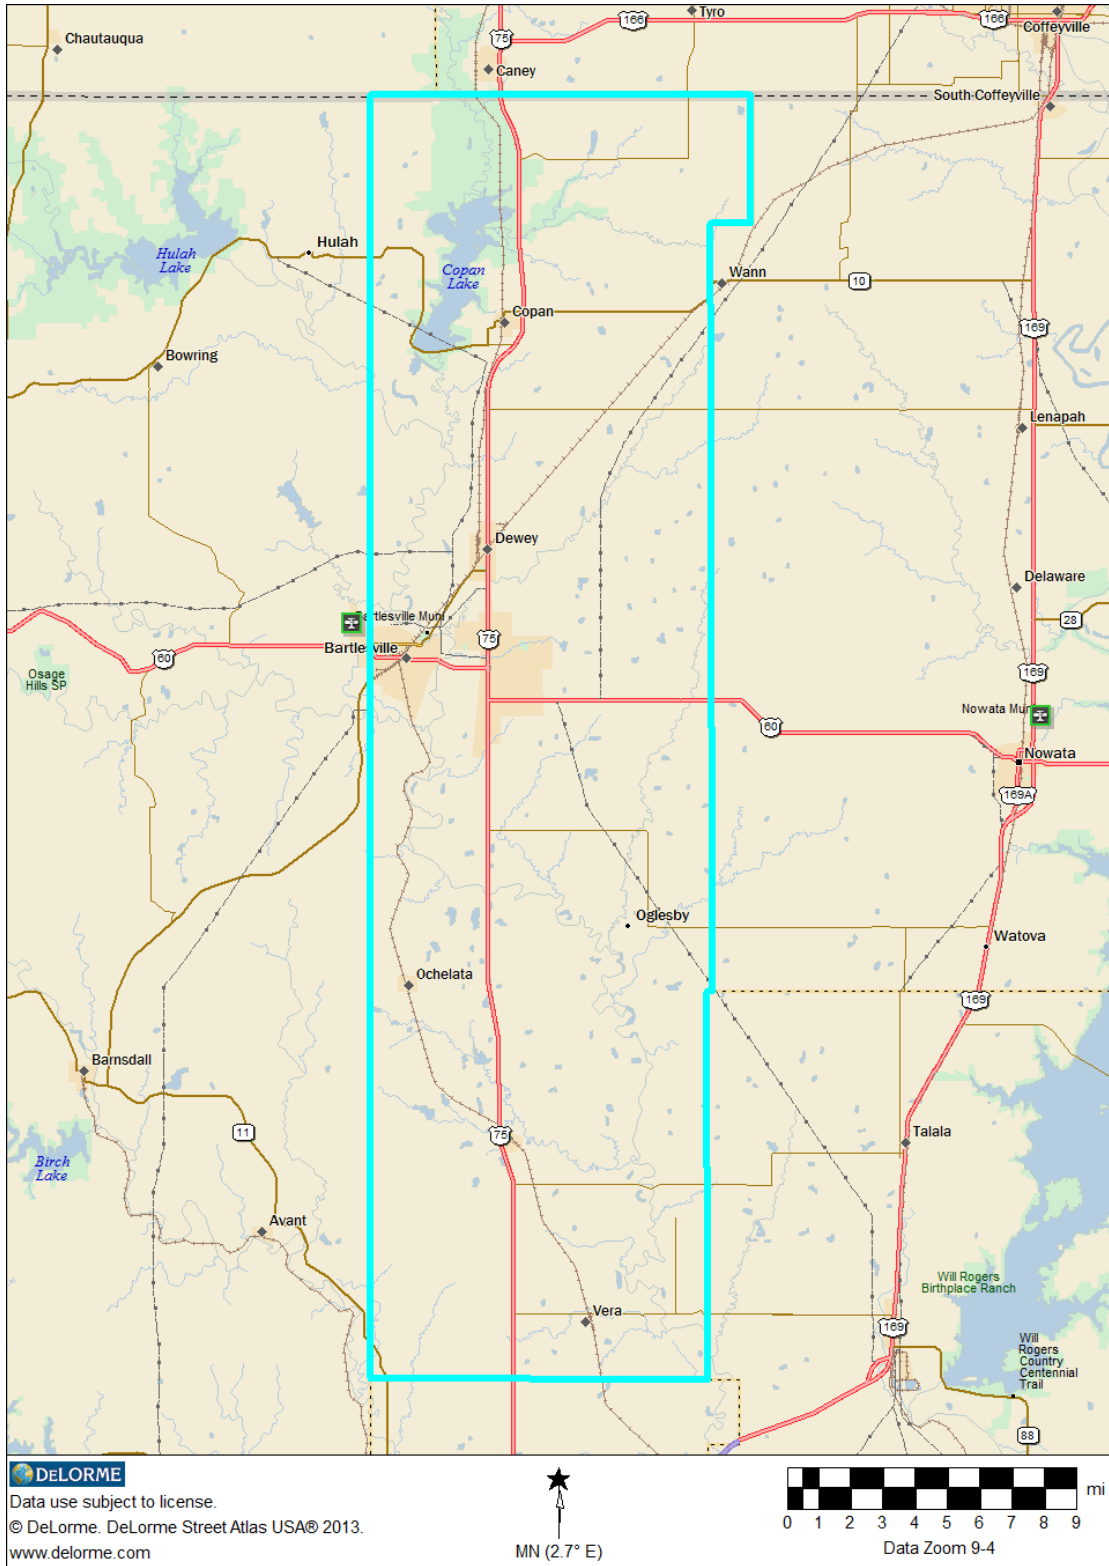 Tyro
166
166
Chautauqua
75
Coffeyville
Caney
South Coffeyville
Hulah
Hulah
Lake
Copan
Lake
Wann
10
Copan
169
Bowring
Lenapah
Dewey
Delaware
Bartlesville Muni
28
75
Bartlesville
60
Osage
Hills SP
169
Nowata Mun
60
Nowata
169A
Oglesby
Watova
Ochelata
169
Barnsdall
11
75
Talala
Birch
Lake
Avant
Will Rogers
Birthplace Ranch
Vera
169
Will
Rogers
Country
Centennial
Trail
88
DELORME
Data use subject to license.
© DeLorme. DeLorme Street Atlas USA® 2013.
www.delorme.com
MN (2.7° E)
mi
0 1 2 3 4 5 6 7 8 9
Data Zoom 9-4